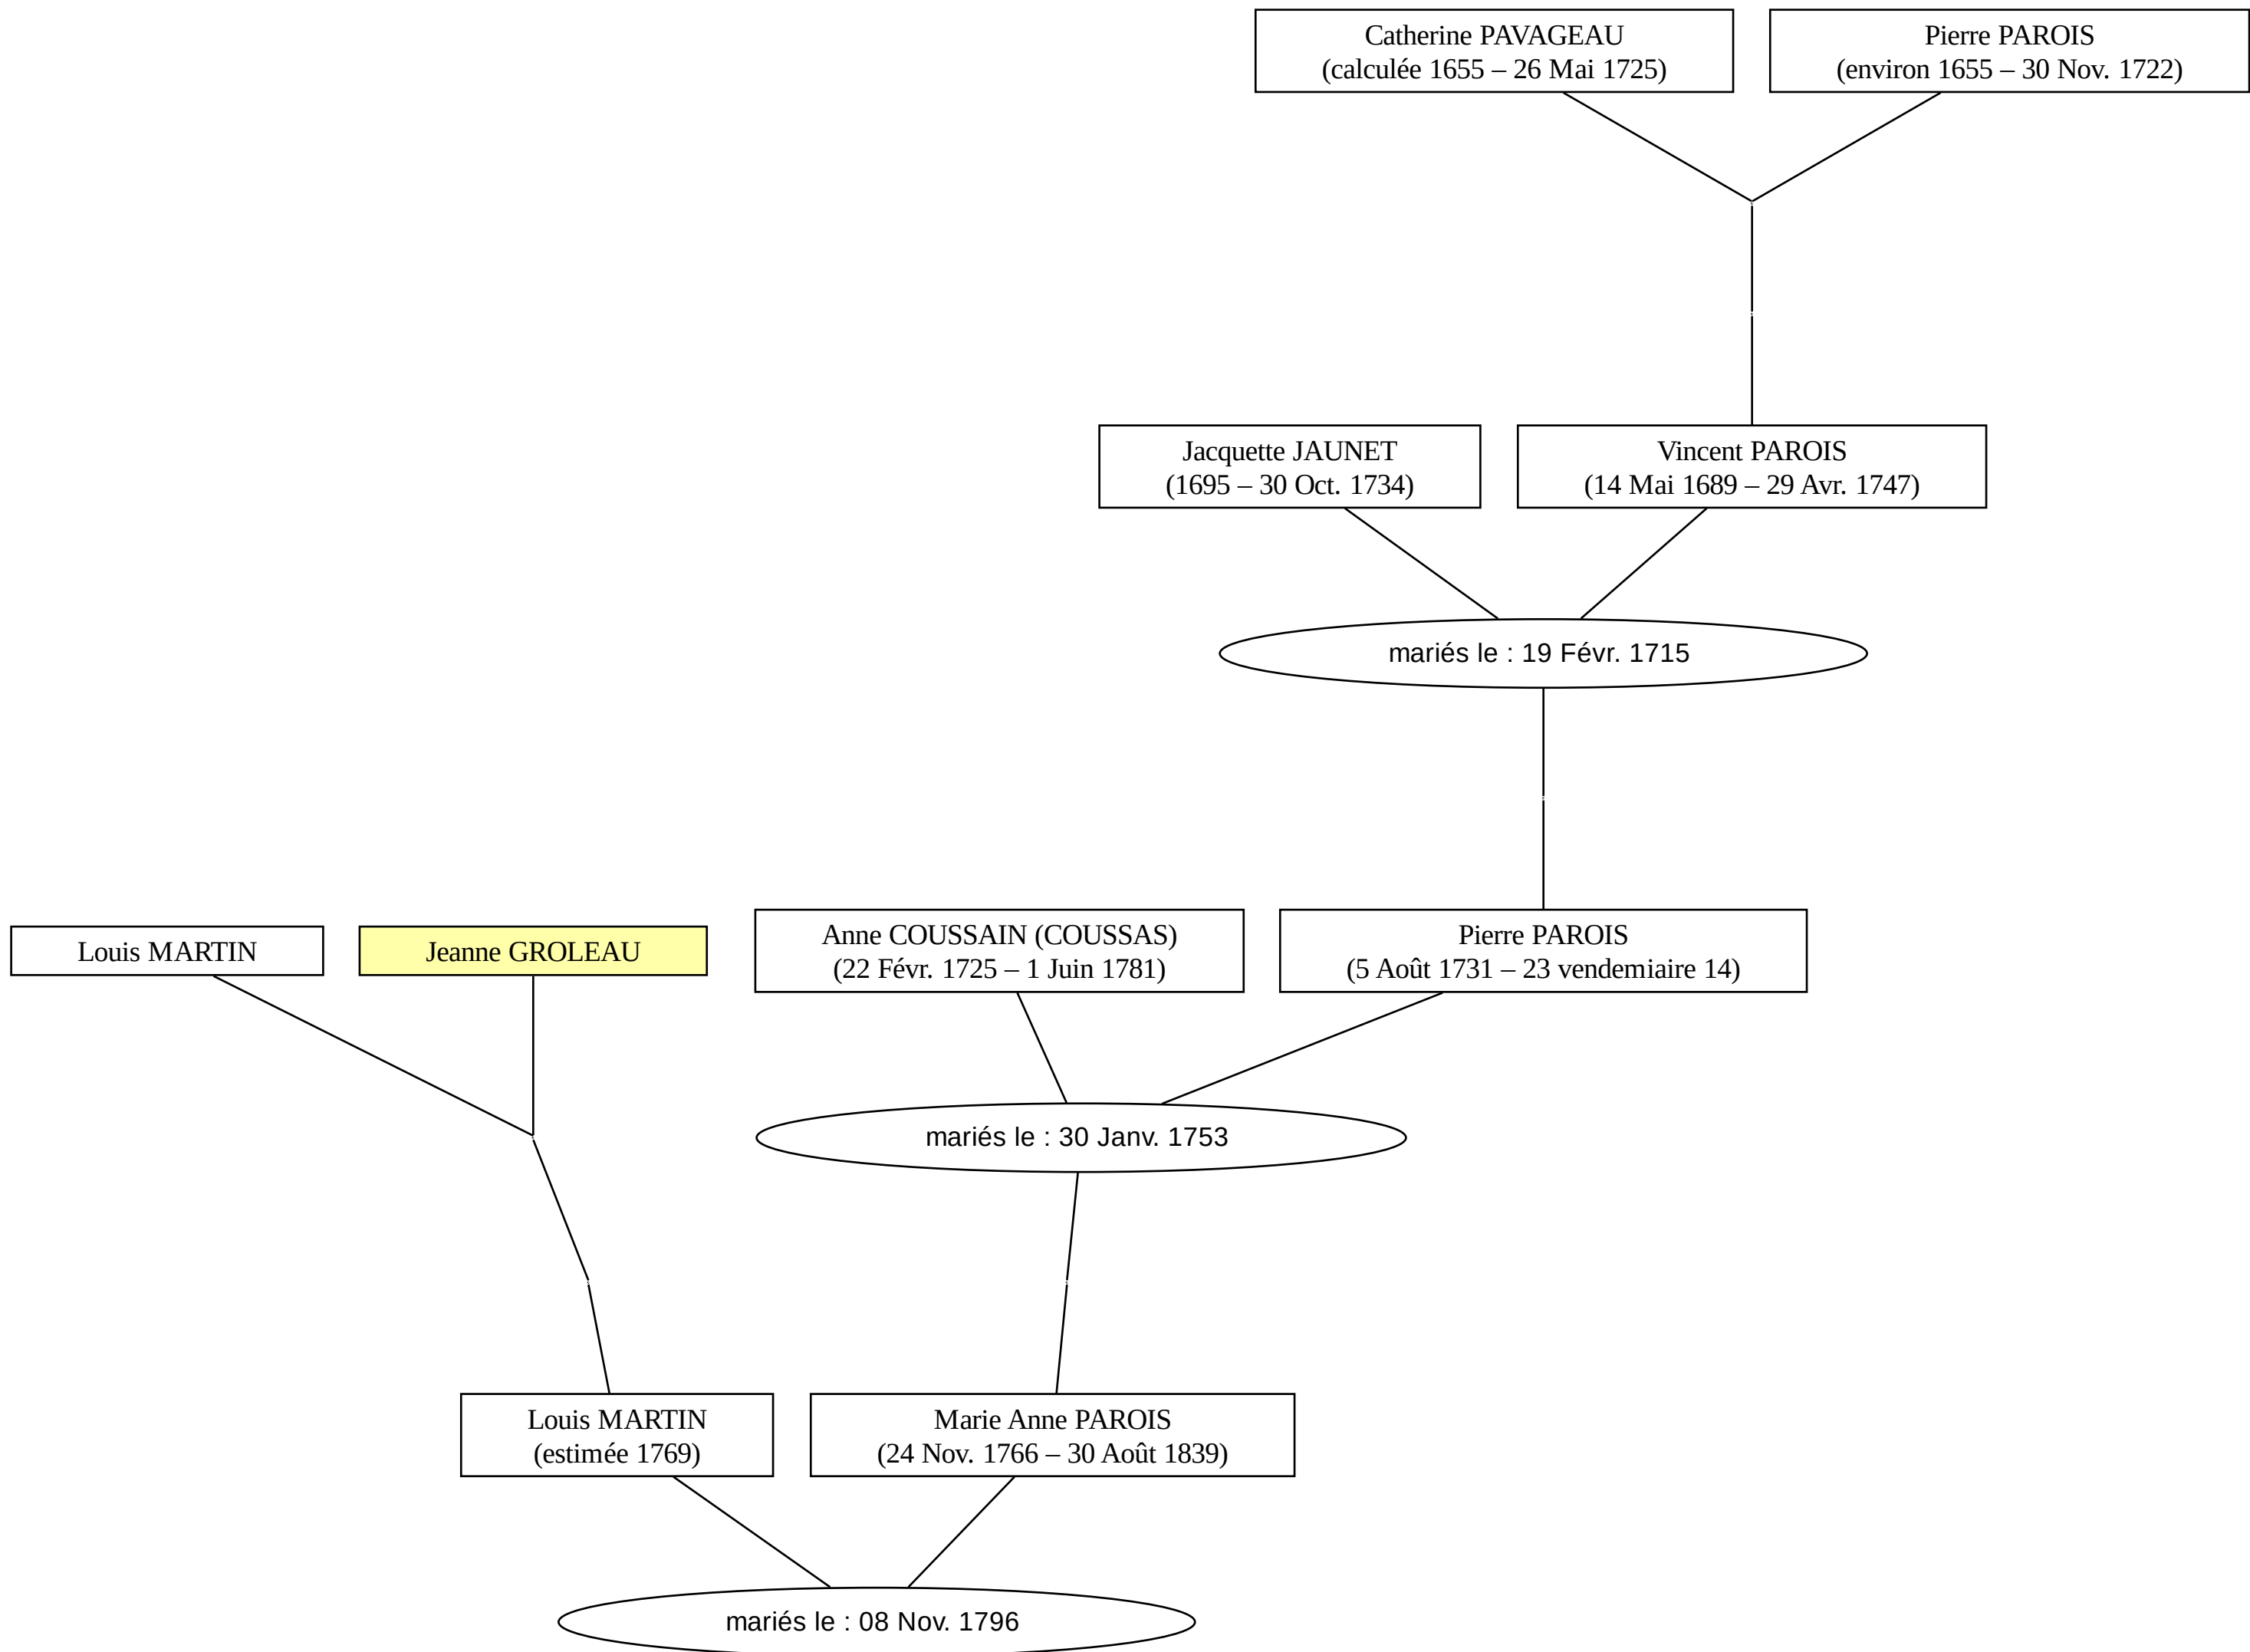 Catherine PAVAGEAU
(calculée 1655 – 26 Mai 1725)
Pierre PAROIS
(environ 1655 – 30 Nov. 1722)
Jacquette JAUNET
(1695 – 30 Oct. 1734)
Vincent PAROIS
(14 Mai 1689 – 29 Avr. 1747)
mariés le : 19 Févr. 1715
Louis MARTIN
Jeanne GROLEAU
Anne COUSSAIN (COUSSAS)
(22 Févr. 1725 – 1 Juin 1781)
Pierre PAROIS
(5 Août 1731 – 23 vendemiaire 14)
mariés le : 30 Janv. 1753
Louis MARTIN
(estimée 1769)
Marie Anne PAROIS
(24 Nov. 1766 – 30 Août 1839)
mariés le : 08 Nov. 1796